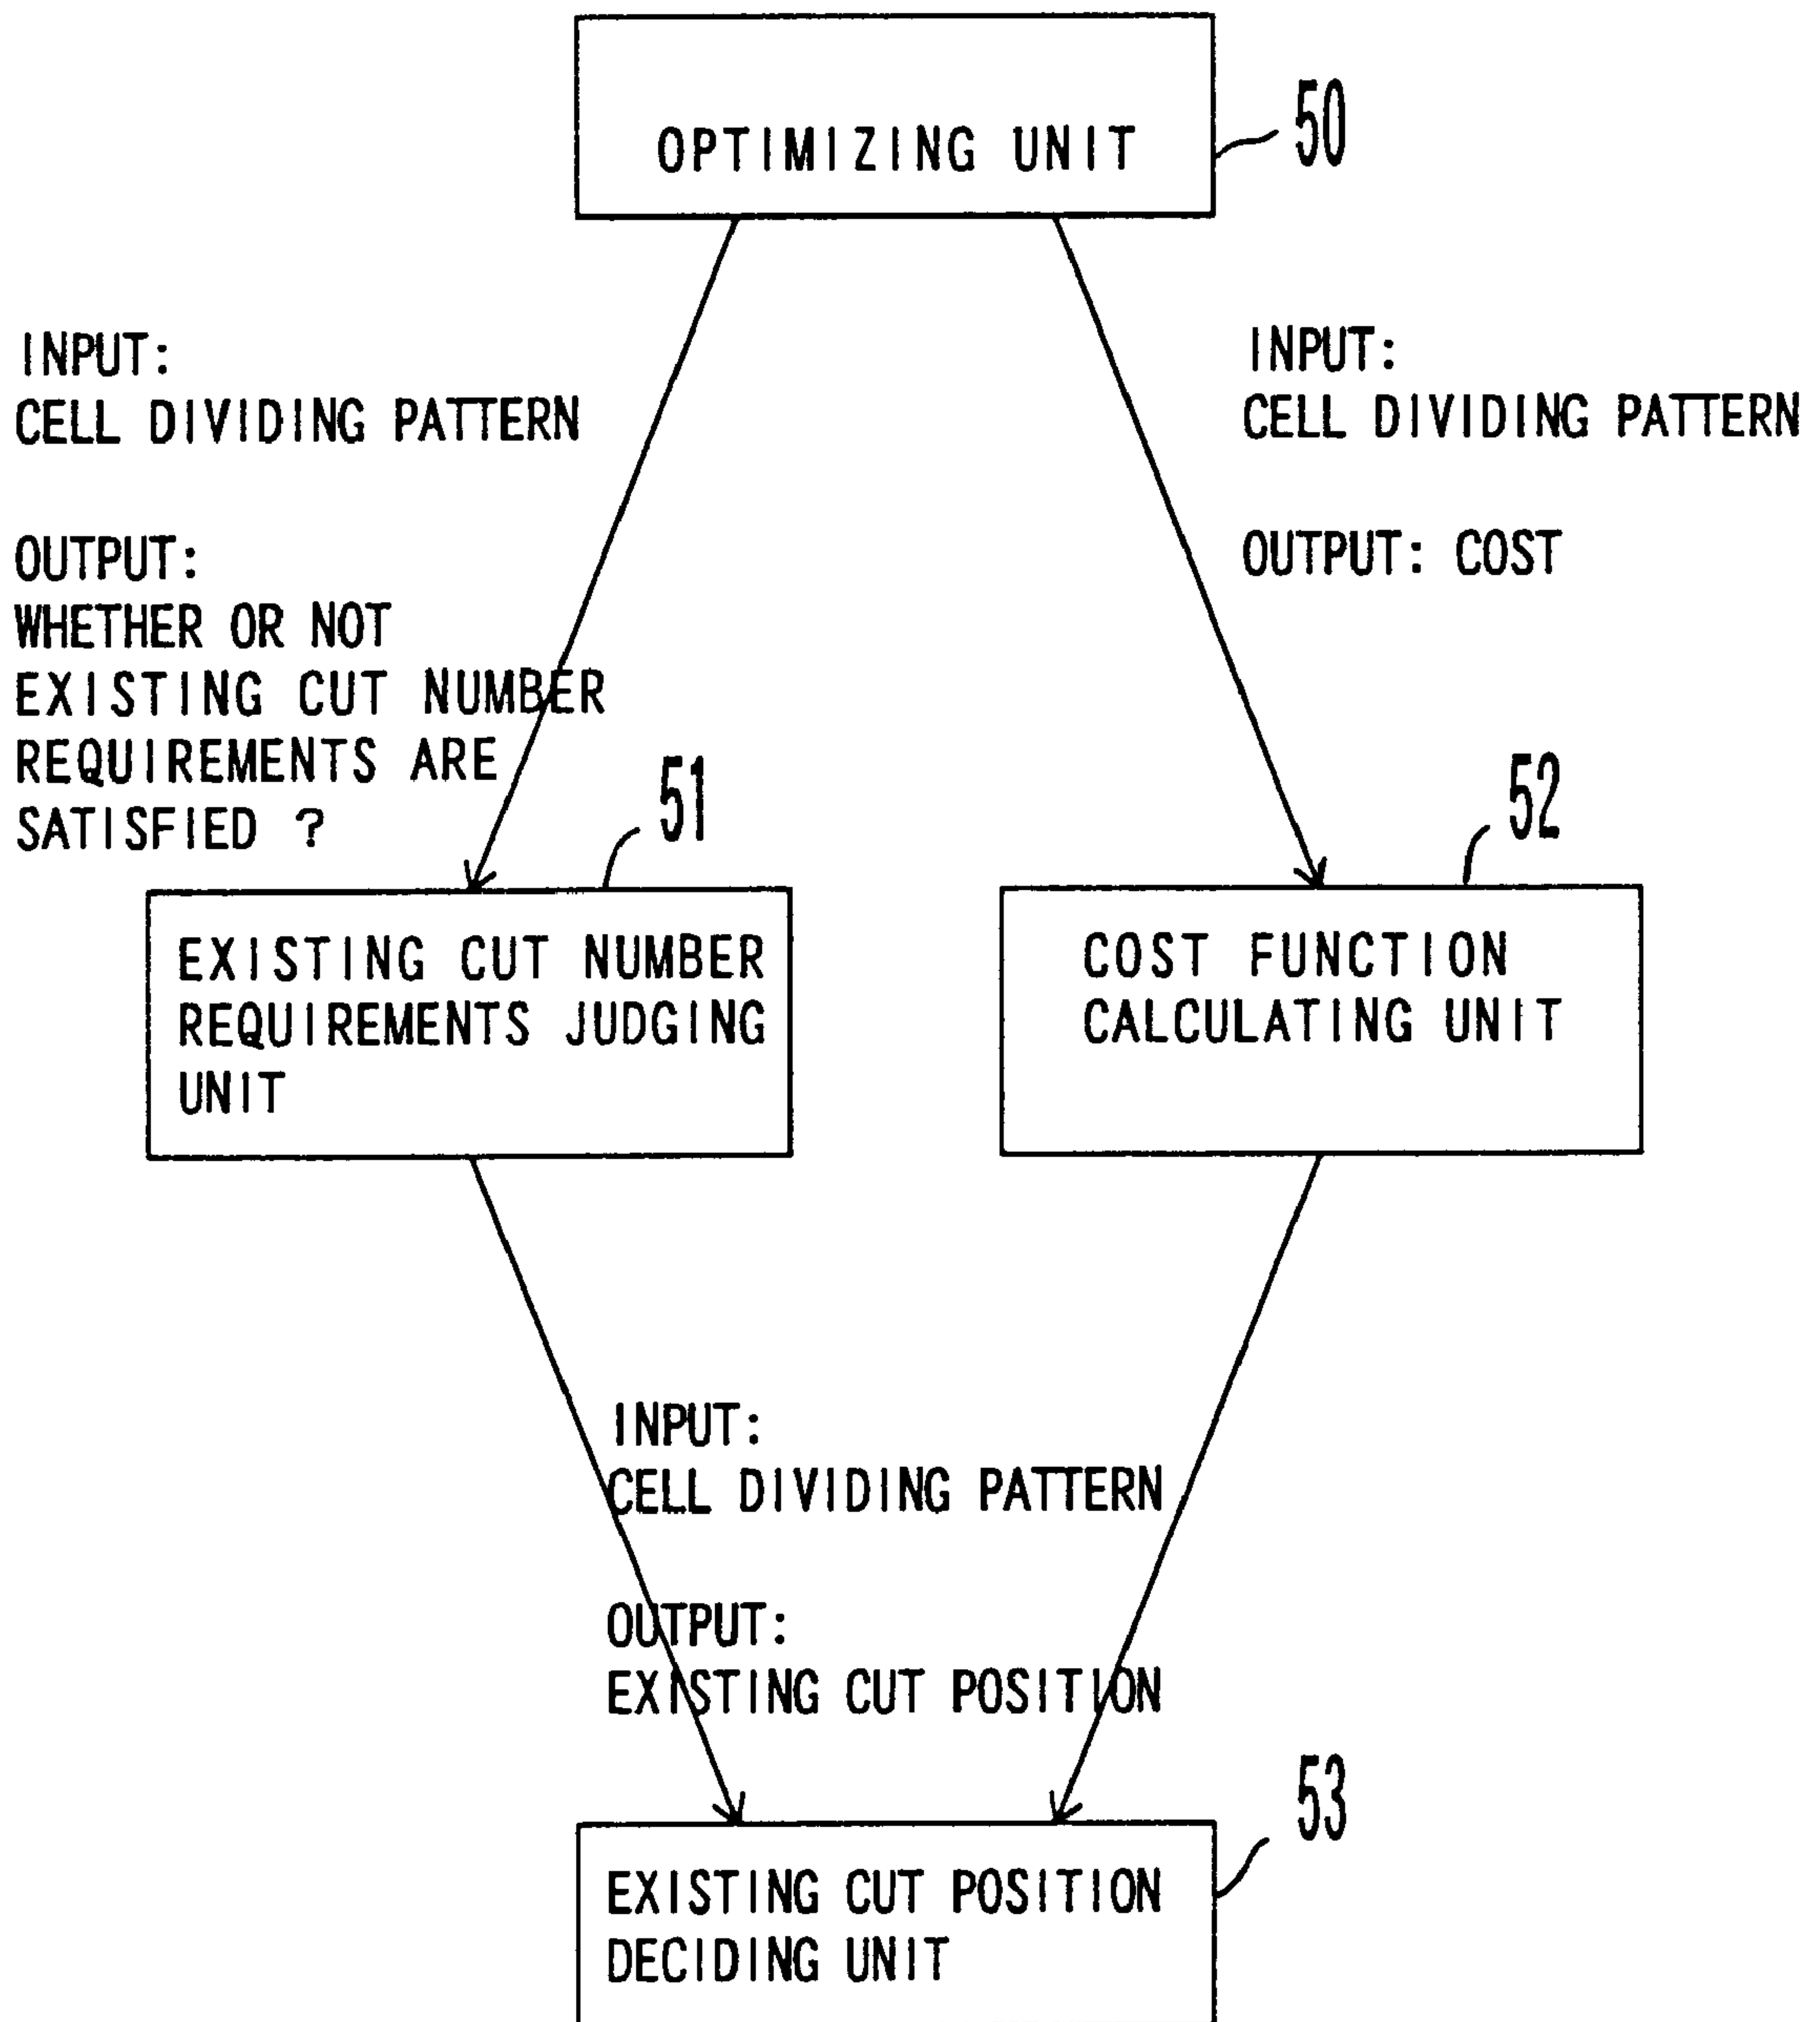 OPTIMIZING UNIT
50
INPUT:
CELL DIVIDING PATTERN
OUTPUT:
WHETHER OR NOT
EXISTING CUT NUMBER
REQUIREMENTS ARE
SATISFIED ?
INPUT:
CELL DIVIDING PATTERN
OUTPUT: COST
51
52
EXISTING CUT NUMBER
REQUIREMENTS JUDGING
UNIT
COST FUNCTION
CALCULATING UNIT
INPUT:
CELL DIVIDING PATTERN
OUTPUT:
EXISTING CUT POSITION
53
EXISTING CUT POSITION
DECIDING UNIT